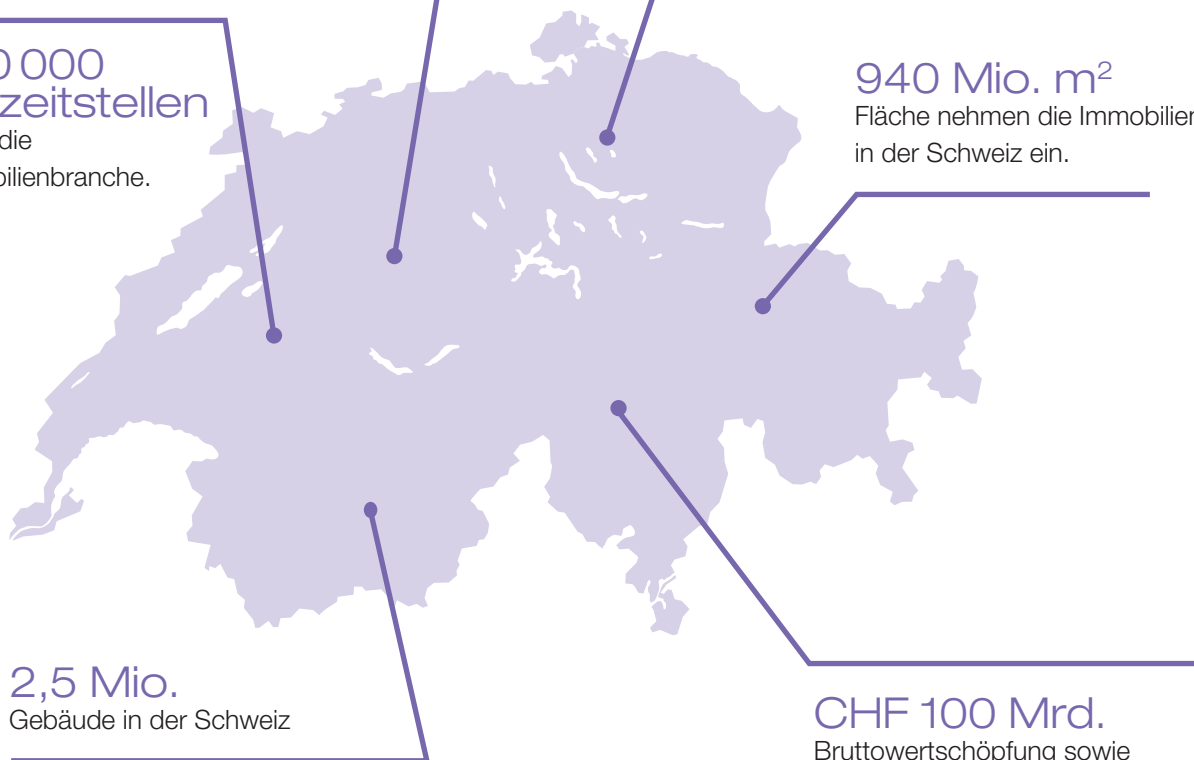 0 000
zeitstellen
die
bilienbranche.
940 Mio. m²
Fläche nehmen die Immobilien
in der Schweiz ein.
2,5 Mio.
Gebäude in der Schweiz
CHF 100 Mrd.
Bruttowertschöpfung sowie